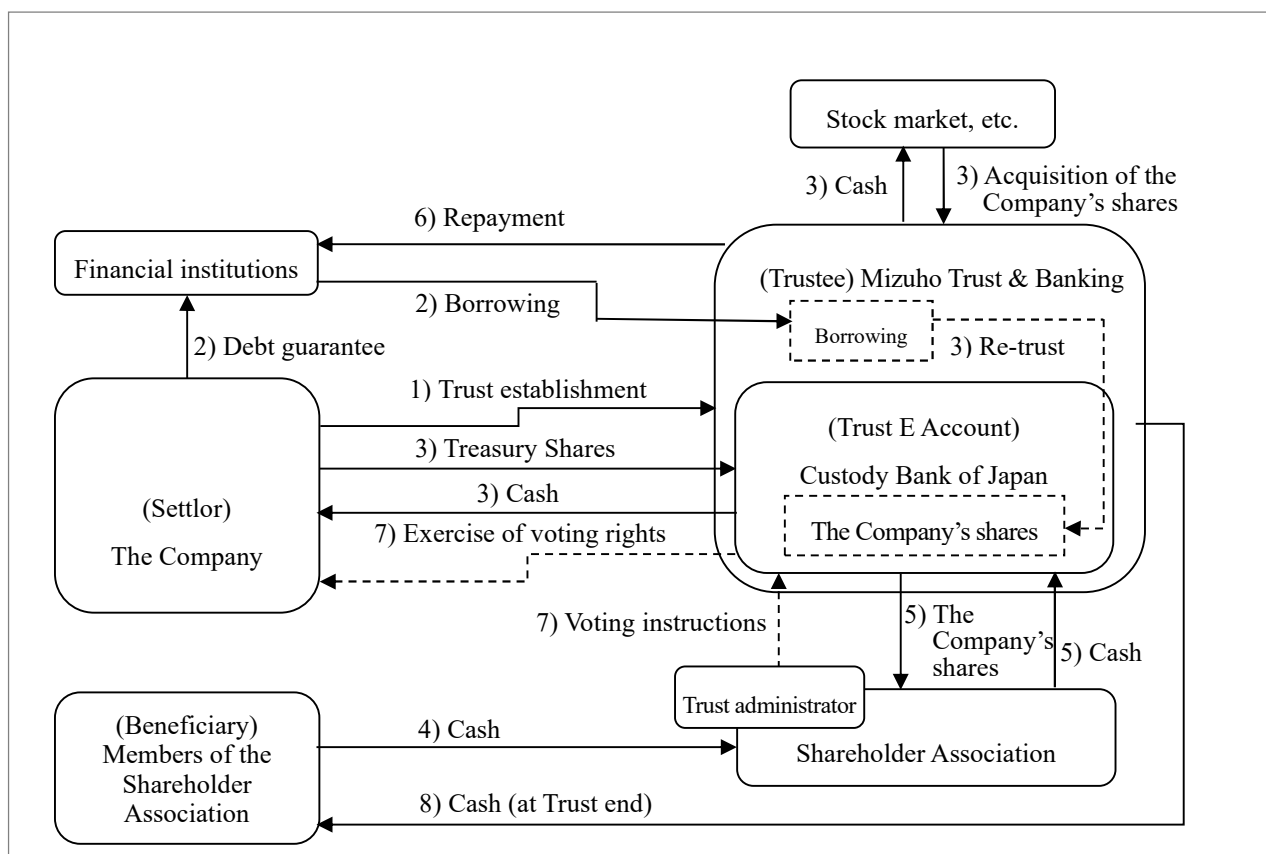 Stock market, etc.
3) Cash
3) Acquisition of the
Company’s shares
6) Repayment
Financial institutions
(Trustee) Mizuho Trust & Banking
2) Borrowing
Borrowing
2) Debt guarantee
3) Re-trust
1) Trust establishment
(Trust E Account)
3) Treasury Shares
Custody Bank of Japan
3) Cash
(Settlor)
The Company
7) Exercise of voting rights
The Company’s shares
7) Voting instructions
5) The
Company’s
shares
5) Cash
Trust administrator
(Beneficiary)
Members of the
Shareholder
Association
4) Cash
Shareholder Association
8) Cash (at Trust end)